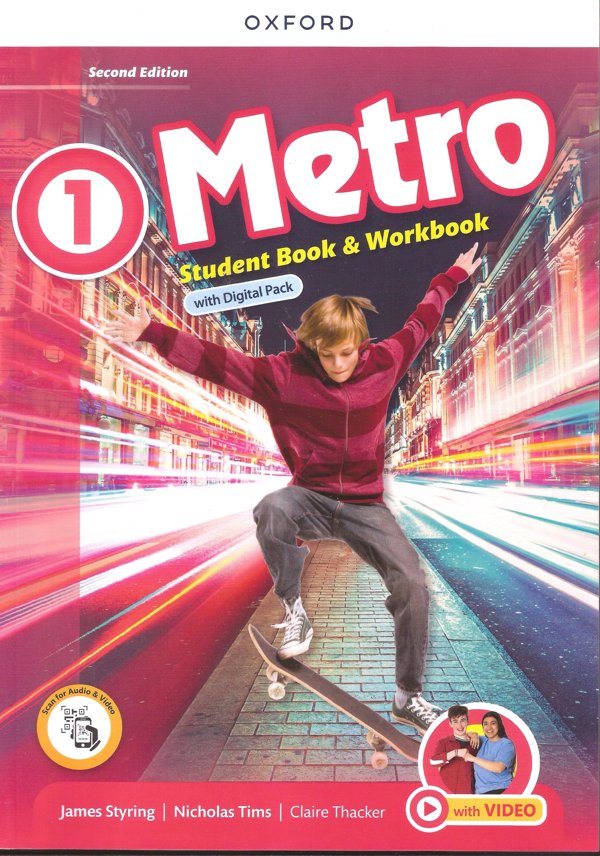 OXFORD
Second Edition
1
Metro
Student Book & Workbook
with Digital Pack
Scan for Audio & Video
James Styring | Nicholas Tims | Claire Thacker
with VIDEO